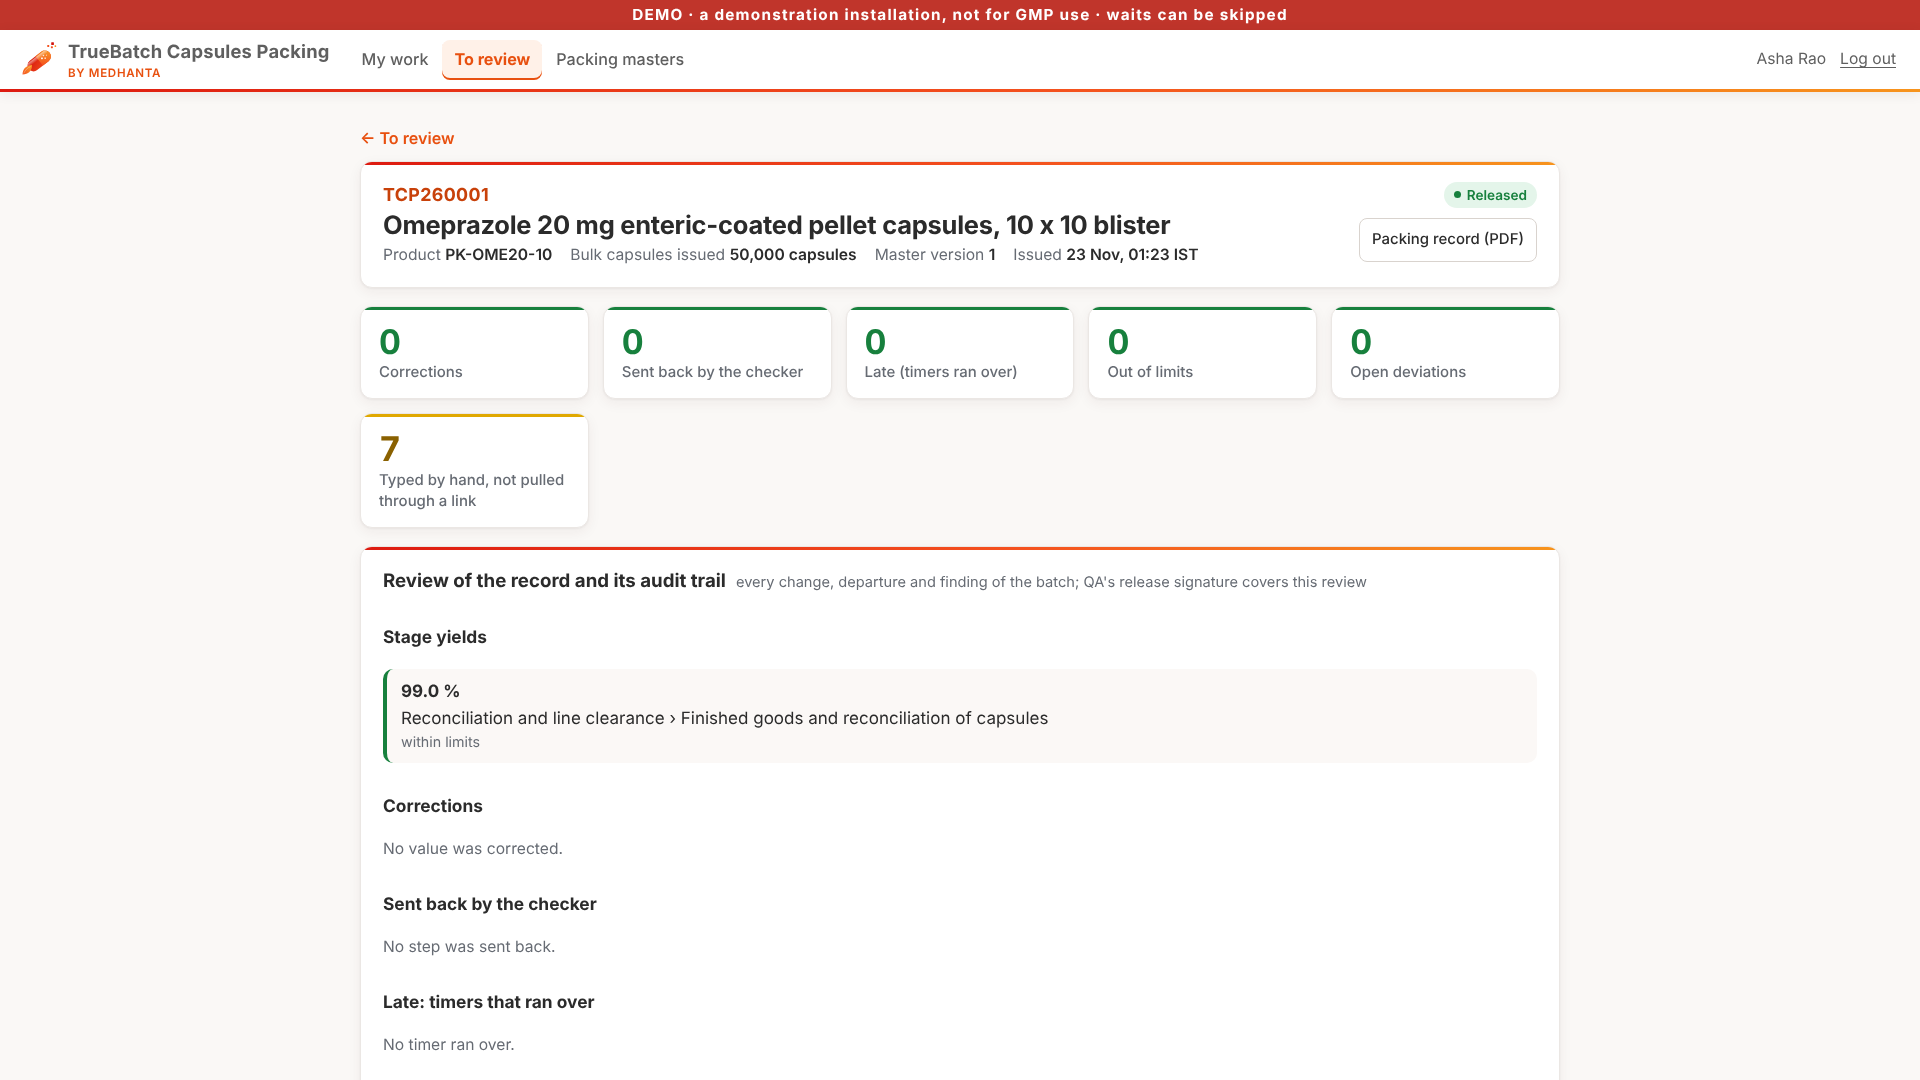 DEMO · a demonstration installation, not for GMP use · waits can be skipped
TrueBatch Capsules Packing
BY MEDHANTA
My work
To review
Packing masters
Asha Rao
Log out
← To review
TCP260001
Released
Omeprazole 20 mg enteric-coated pellet capsules, 10 x 10 blister
Packing record (PDF)
Product PK-OME20-10 Bulk capsules issued 50,000 capsules Master version 1 Issued 23 Nov, 01:23 IST
0
Corrections
0
Sent back by the checker
0
Late (timers ran over)
0
Out of limits
0
Open deviations
7
Typed by hand, not pulled
through a link
Review of the record and its audit trail every change, departure and finding of the batch; QA's release signature covers this review
Stage yields
99.0 %
Reconciliation and line clearance › Finished goods and reconciliation of capsules
within limits
Corrections
No value was corrected.
Sent back by the checker
No step was sent back.
Late: timers that ran over
No timer ran over.